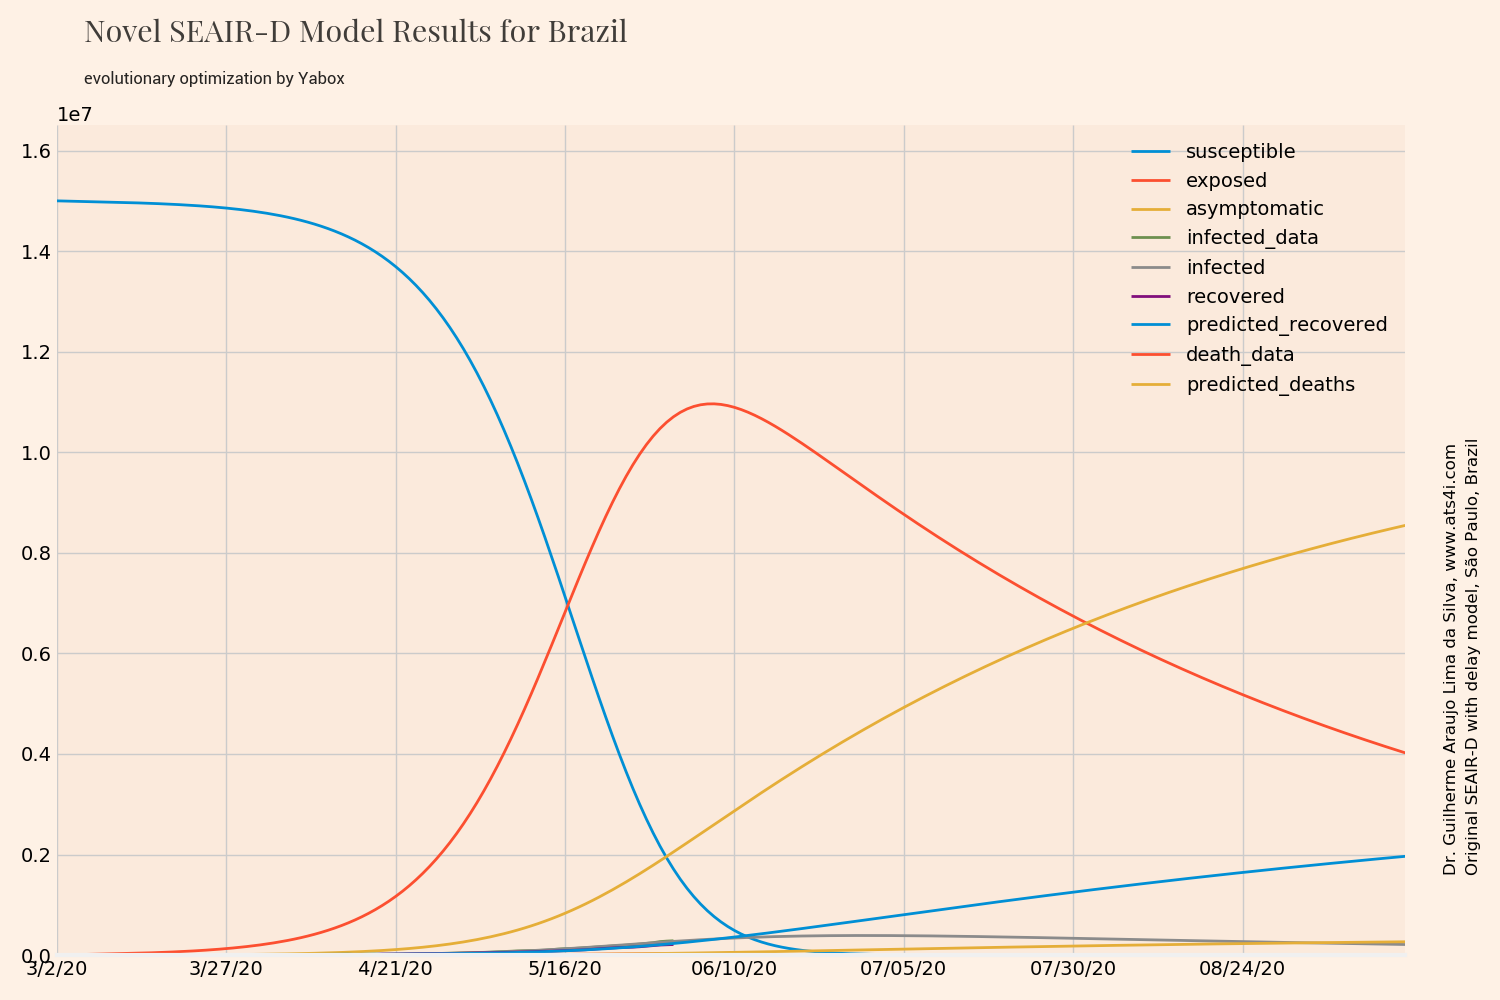 Novel SEAIR-D Model Results for Brazil
evolutionary optimization by Yabox
1e7
1.6
1.4
1.2
1.0
0.8
0.6
0.4
0.2
0.0
3/2/20 3/27/20 4/21/20 5/16/20 06/10/20 07/05/20 07/30/20 08/24/20
susceptible
exposed
asymptomatic
infected_data
infected
recovered
predicted_recovered
death_data
predicted_deaths
Dr. Guilherme Araujo Lima da Silva, www.ats4i.com
Original SEAIR-D with delay model, São Paulo, Brazil